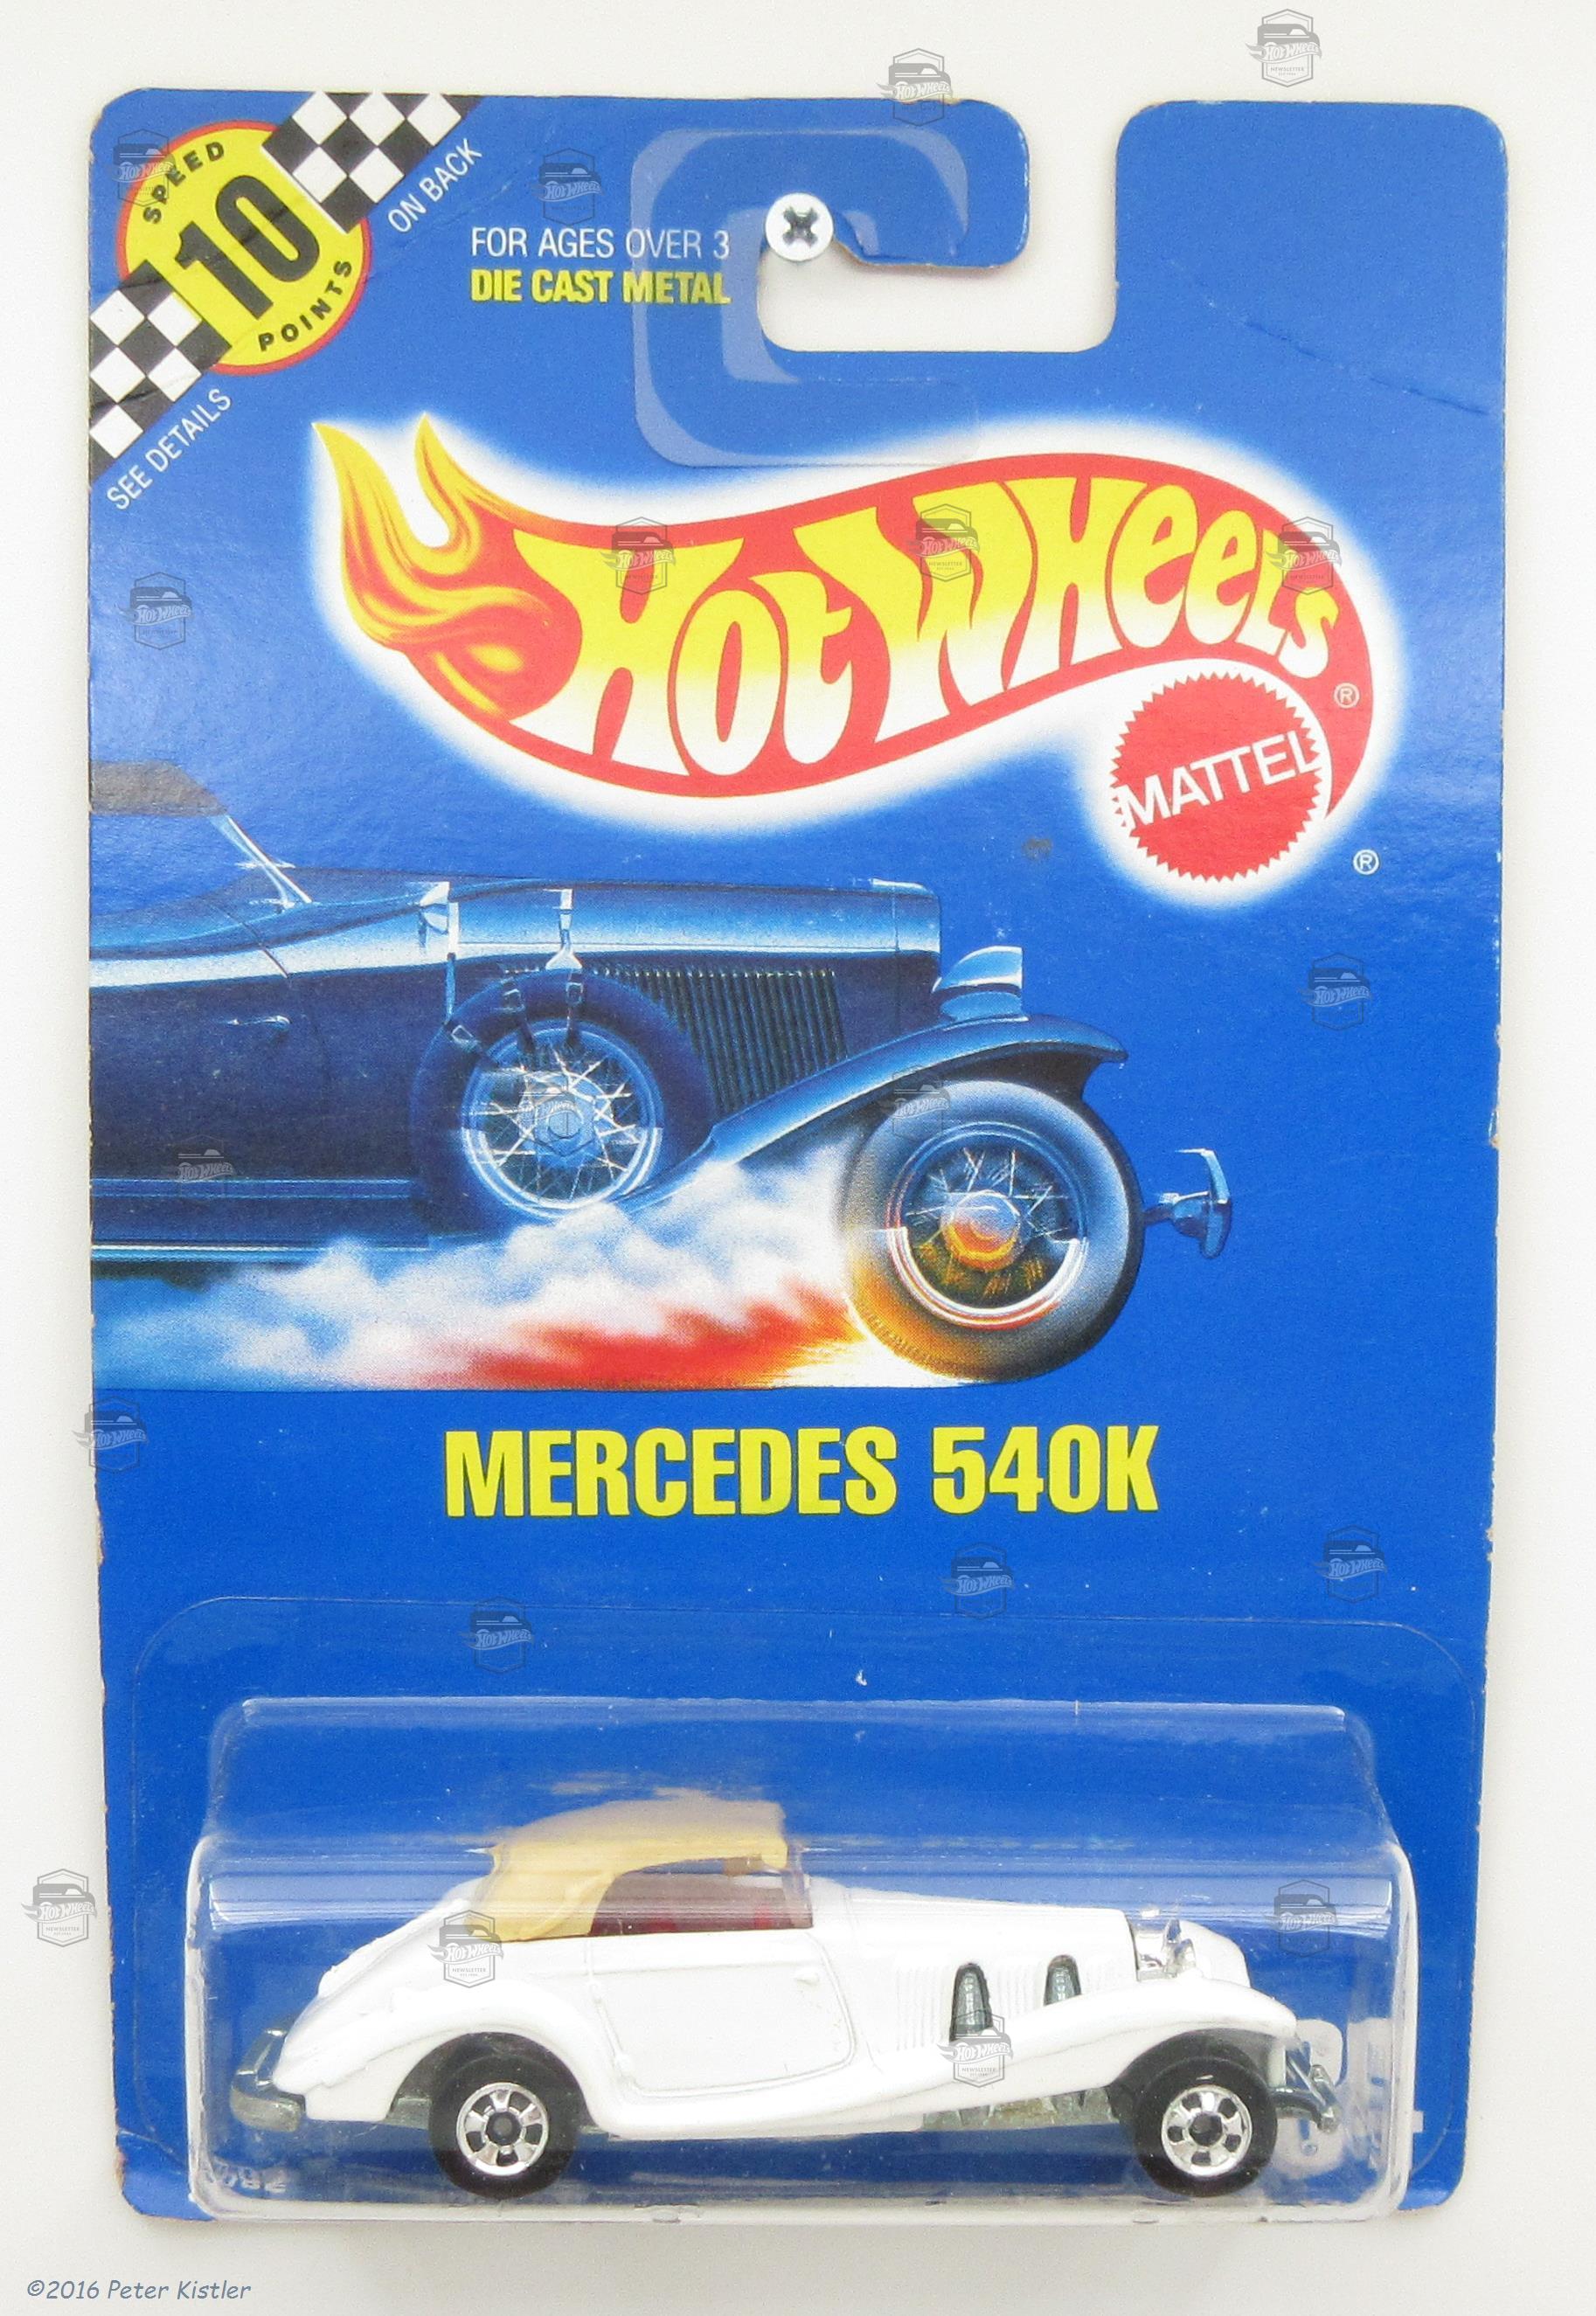 SPEED
10
POINTS
ON BACK
SEE DETAILS
FOR AGES OVER 3
DIE CAST METAL
HOT WHEELS
®
MATTEL
®
MERCEDES 540K
©2016 Peter Kistler